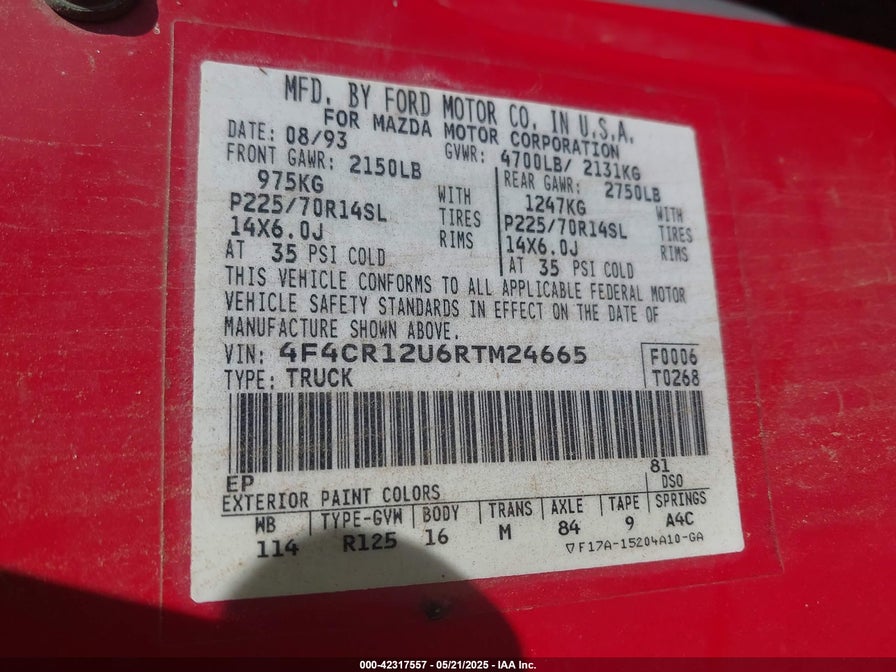 MFD. BY FORD MOTOR CO. IN U.S.A.
FOR MAZDA MOTOR CORPORATION
DATE: 08/93 GVWR: 4700LB/ 2131KG
FRONT GAWR: 2150LB REAR GAWR: 2750LB
975KG WITH 1247KG WITH
P225/70R14SL TIRES P225/70R14SL TIRES
14X6.0J RIMS 14X6.0J RIMS
AT 35 PSI COLD AT 35 PSI COLD
THIS VEHICLE CONFORMS TO ALL APPLICABLE FEDERAL MOTOR
VEHICLE SAFETY STANDARDS IN EFFECT ON THE DATE OF
MANUFACTURE SHOWN ABOVE.
VIN: 4F4CR12U6RTM24665 F0006
TYPE: TRUCK T0268
EP 81
EXTERIOR PAINT COLORS DSO
WB TYPE-GVW BODY TRANS AXLE TAPE SPRINGS
114 R125 16 M 84 9 A4C
▽F17A-15204A10-GA
000-42317557 - 05/21/2025 - IAA Inc.